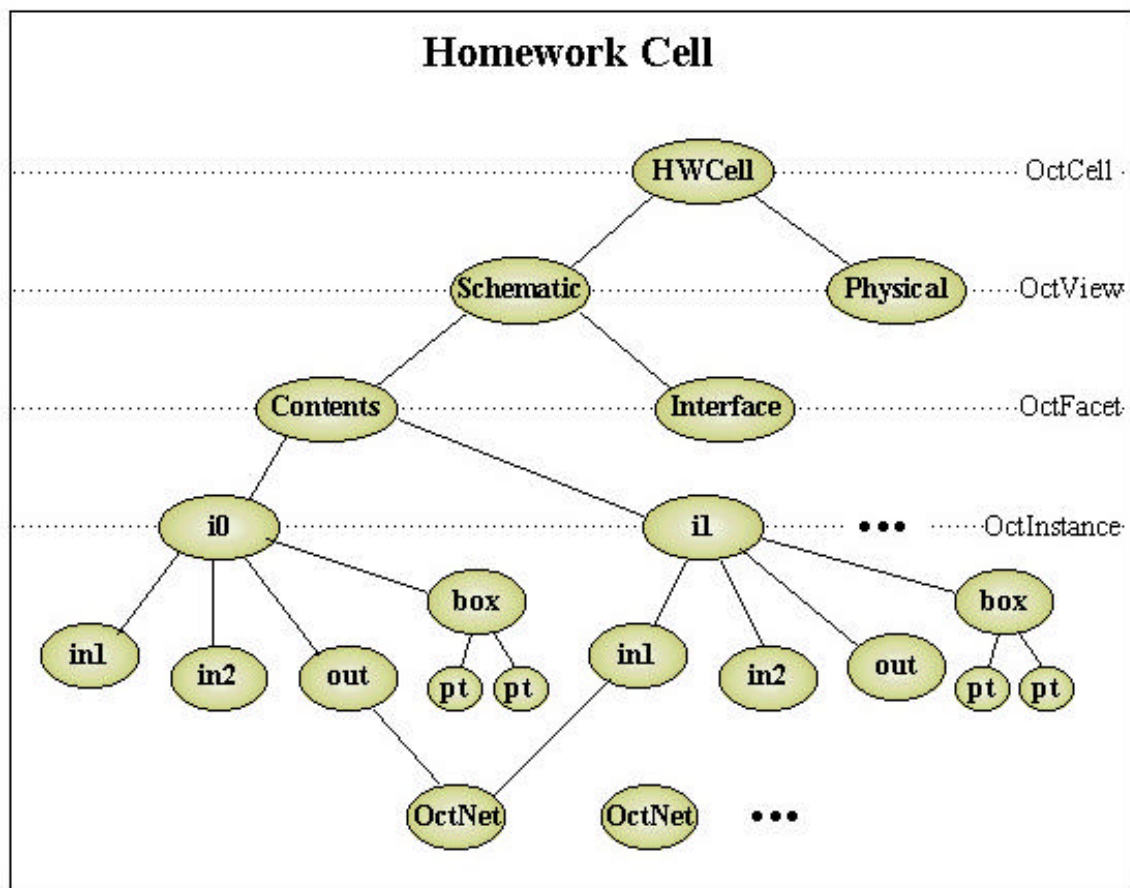 Homework Cell
HWCell OctCell
Schematic Physical OctView
Contents Interface OctFacet
i0 i1 ••• OctInstance
box box
in1 in2 out pt pt in1 in2 out pt pt
OctNet OctNet •••